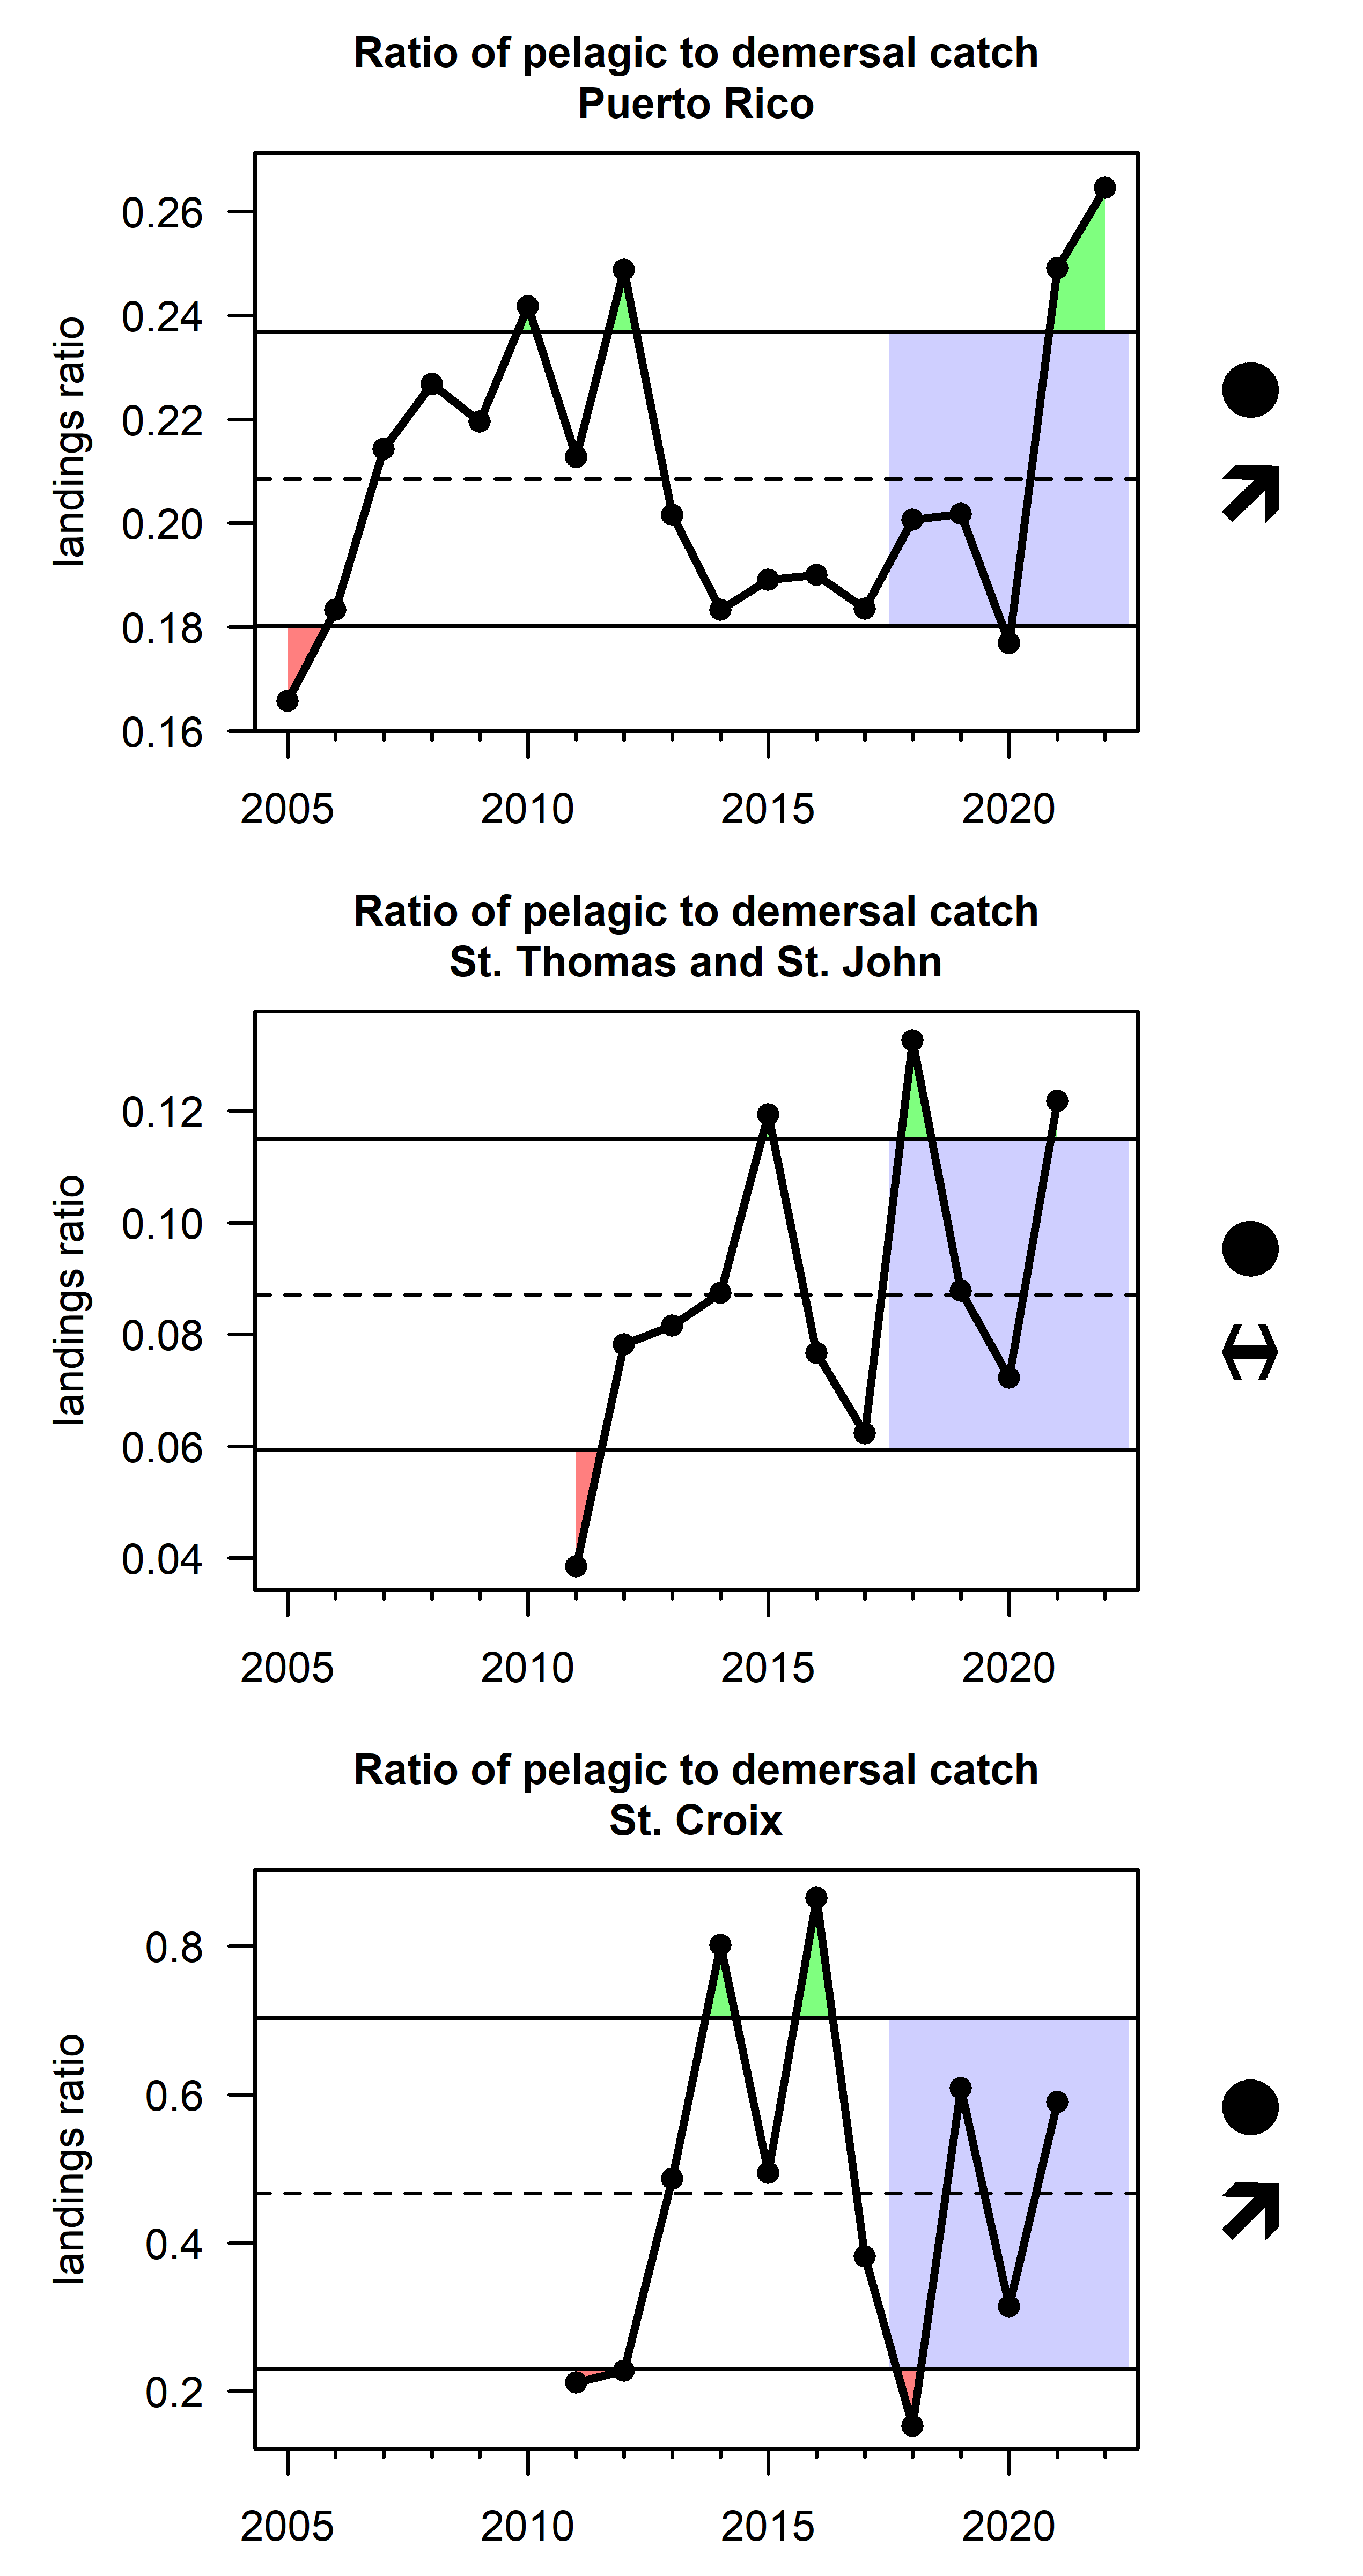 Ratio of pelagic to demersal catch
Puerto Rico
landings ratio
0.26
0.24
0.22
0.20
0.18
0.16
2005 2010 2015 2020
Ratio of pelagic to demersal catch
St. Thomas and St. John
landings ratio
0.12
0.10
0.08
0.06
0.04
2005 2010 2015 2020
Ratio of pelagic to demersal catch
St. Croix
landings ratio
0.8
0.6
0.4
0.2
2005 2010 2015 2020